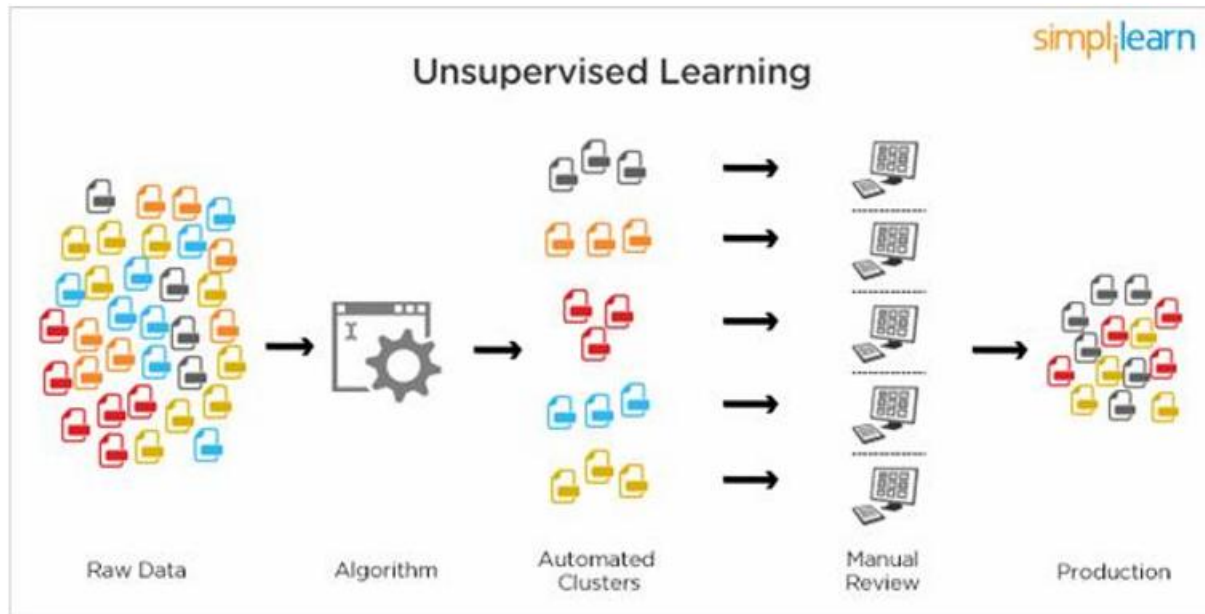 simplilearn
Unsupervised Learning
Raw Data
Algorithm
Automated
Clusters
Manual
Review
Production